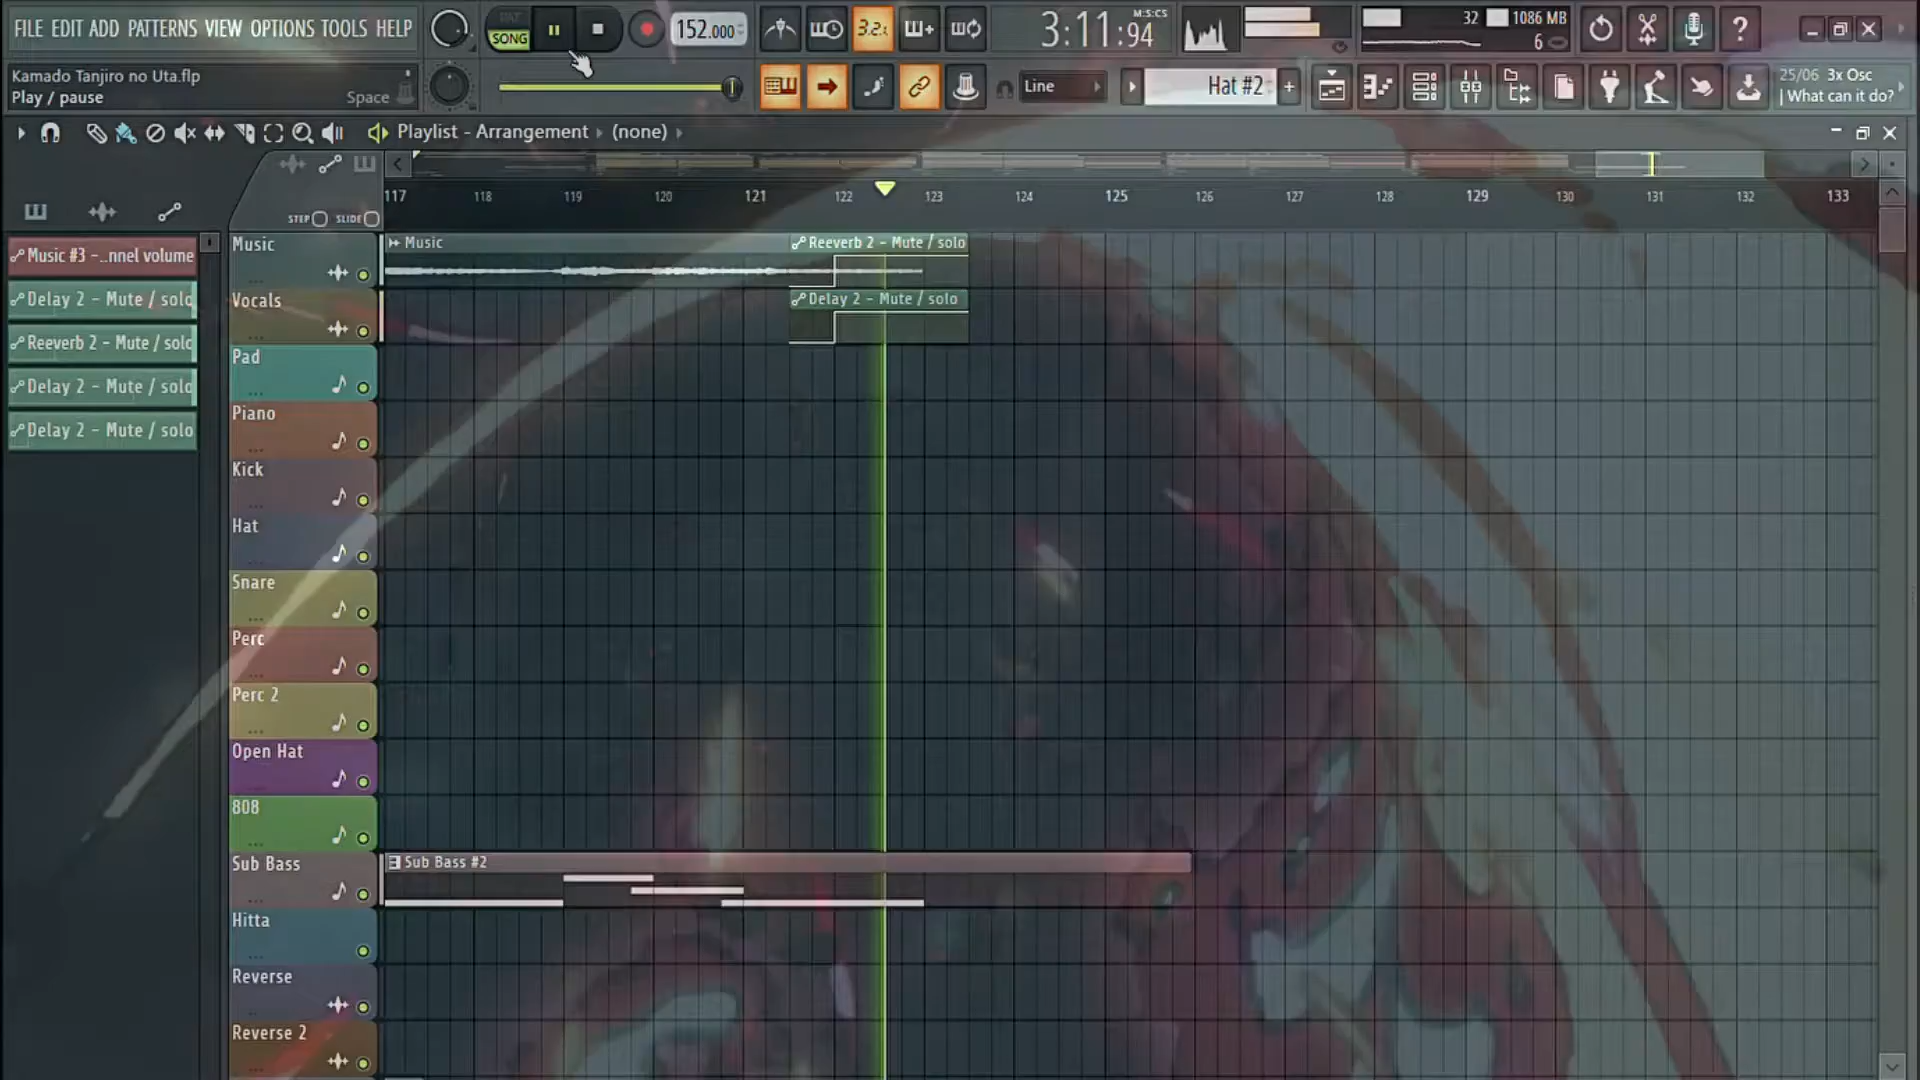 FILE EDIT ADD PATTERNS VIEW OPTIONS TOOLS HELP
PAT
SONG
152.000
3.2.
3:11:94
M:S:CS
32
1086 MB
6
Kamado Tanjiro no Uta.flp
Play / pause
Space
Line
Hat #2
25/06 3x Osc
| What can it do?
Playlist - Arrangement
(none)
STEP
SLIDE
117 118 119 120 121 122 123 124 125 126 127 128 129 130 131 132 133
Music #3 - ..nnel volume
Delay 2 - Mute / solo
Reeverb 2 - Mute / solo
Delay 2 - Mute / solo
Delay 2 - Mute / solo
Music
Music
Reeverb 2 - Mute / solo
Vocals
Delay 2 - Mute / solo
Pad
Piano
Kick
Hat
Snare
Perc
Perc 2
Open Hat
808
Sub Bass
Sub Bass #2
Hitta
Reverse
Reverse 2